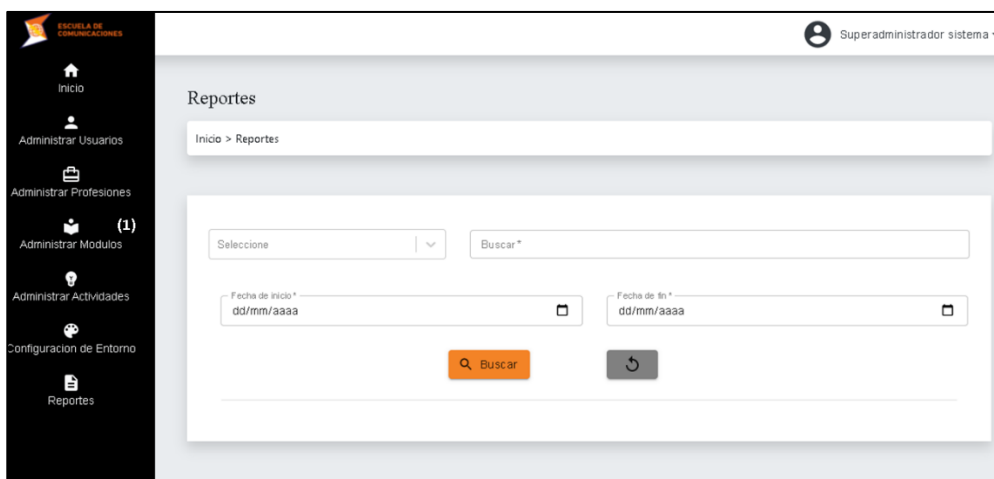 ESCUELA DE
COMUNICACIONES
Superadministrador sistema
Inicio
Administrar Usuarios
Administrar Profesiones
(1)
Administrar Modulos
Administrar Actividades
Configuracion de Entorno
Reportes
Reportes
Inicio > Reportes
Seleccione
Buscar*
Fecha de inicio*
dd/mm/aaaa
Fecha de fin*
dd/mm/aaaa
Buscar